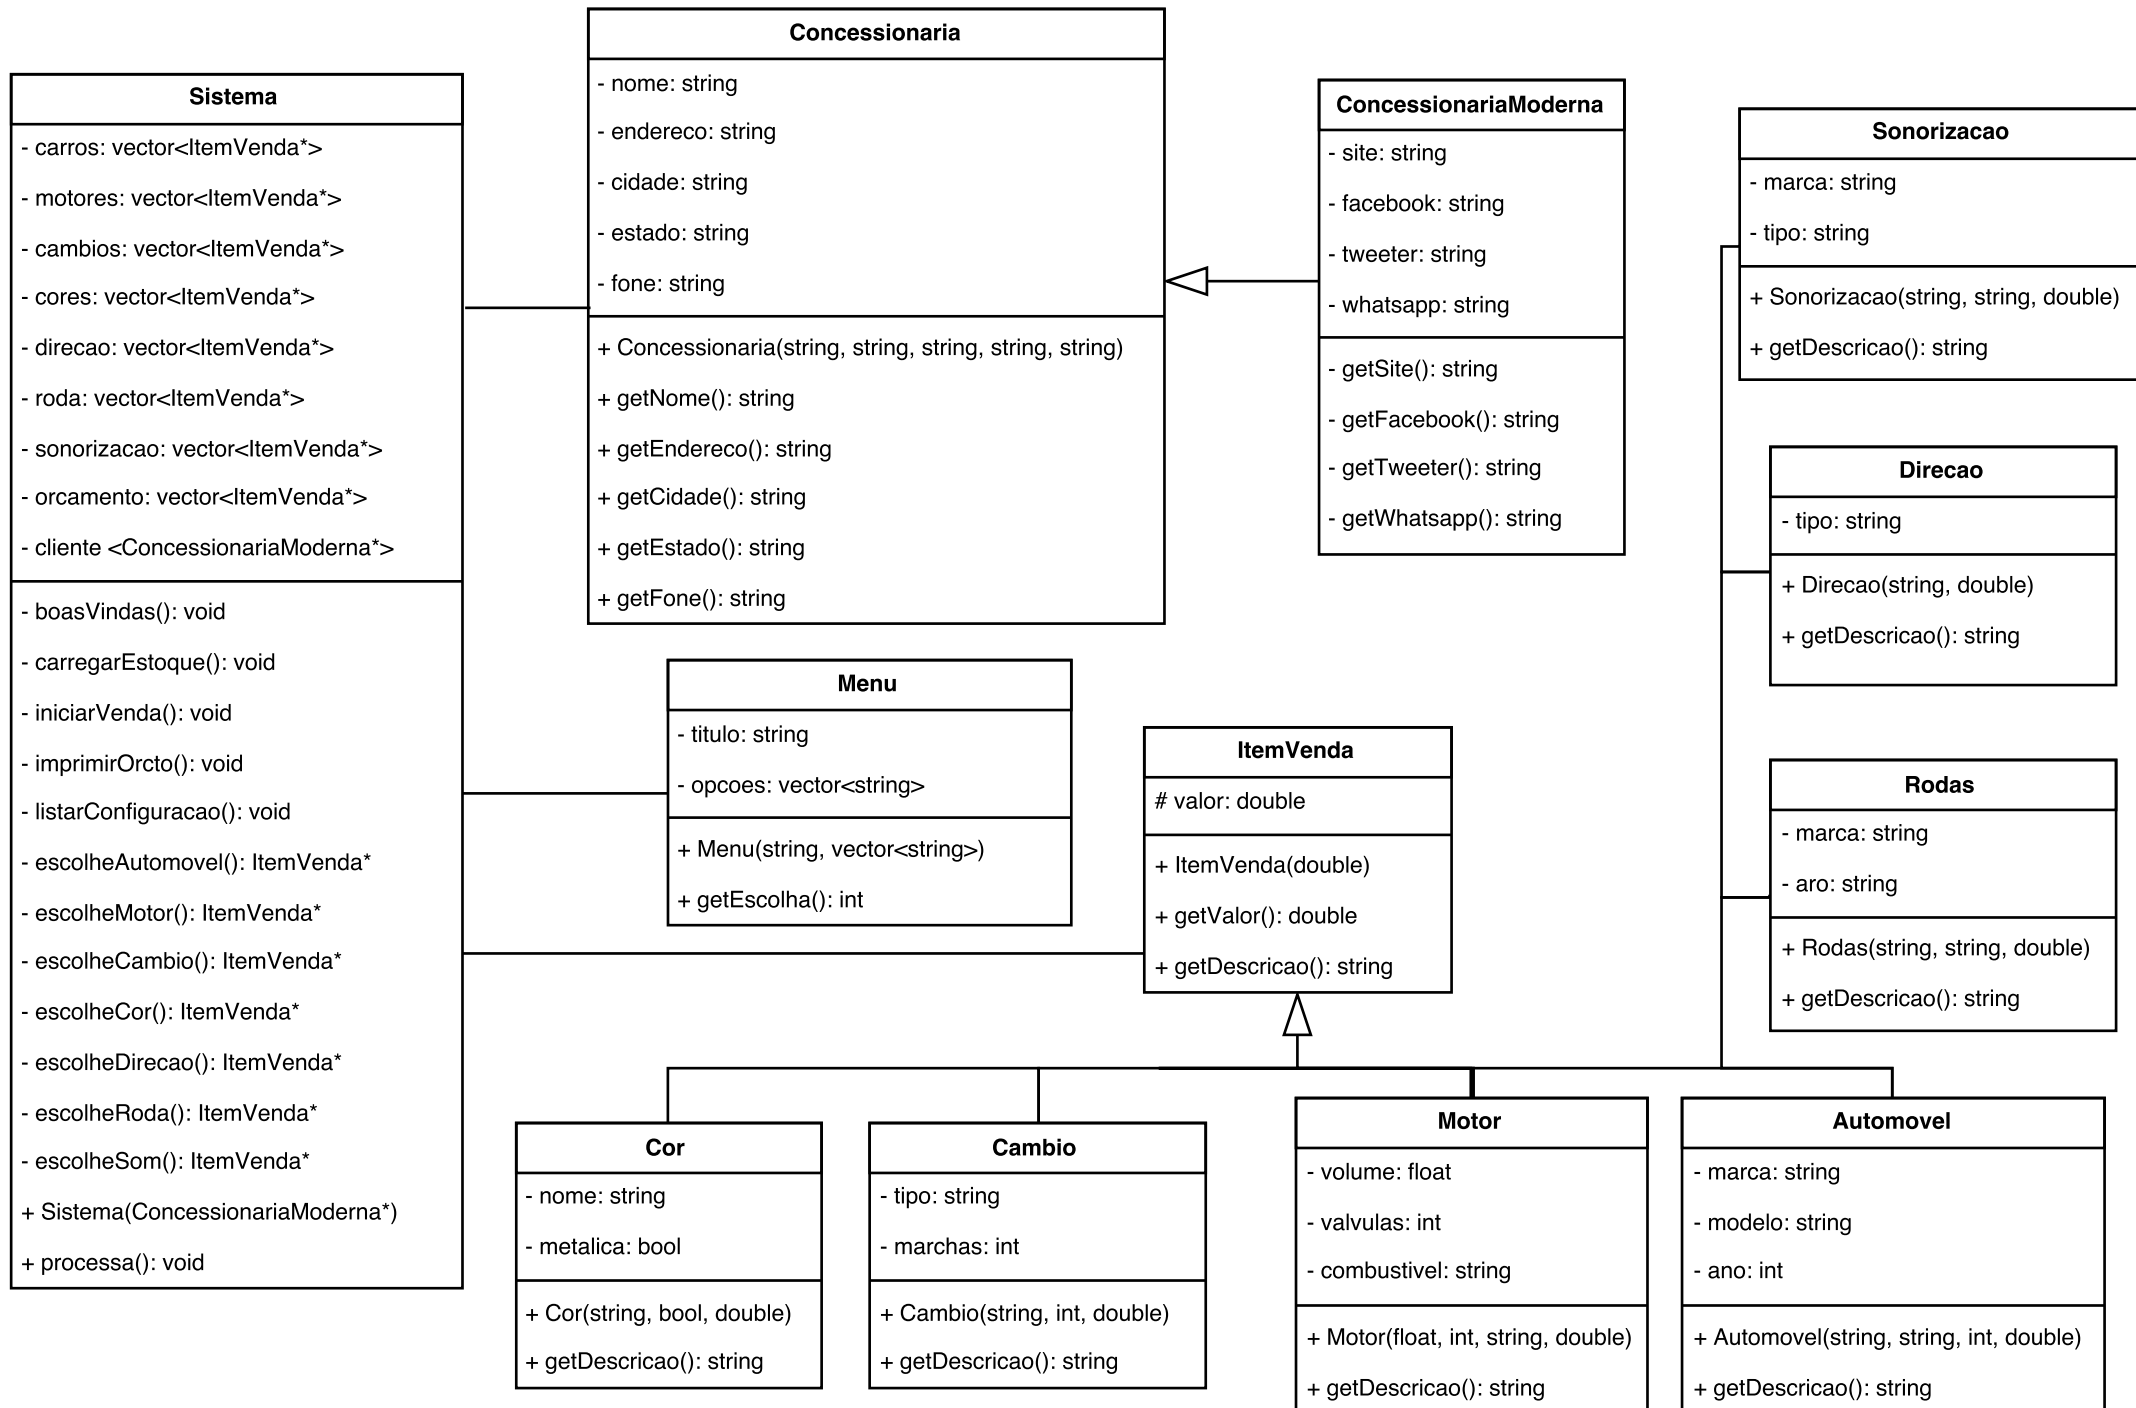 Sistema
- carros: vector<ItemVenda*>
- motores: vector<ItemVenda*>
- cambios: vector<ItemVenda*>
- cores: vector<ItemVenda*>
- direcao: vector<ItemVenda*>
- roda: vector<ItemVenda*>
- sonorizacao: vector<ItemVenda*>
- orcamento: vector<ItemVenda*>
- cliente <ConcessionariaModerna*>
- boasVindas(): void
- carregarEstoque(): void
- iniciarVenda(): void
- imprimirOrcto(): void
- listarConfiguracao(): void
- escolheAutomovel(): ItemVenda*
- escolheMotor(): ItemVenda*
- escolheCambio(): ItemVenda*
- escolheCor(): ItemVenda*
- escolheDirecao(): ItemVenda*
- escolheRoda(): ItemVenda*
- escolheSom(): ItemVenda*
+ Sistema(ConcessionariaModerna*)
+ processa(): void
Concessionaria
- nome: string
- endereco: string
- cidade: string
- estado: string
- fone: string
+ Concessionaria(string, string, string, string, string)
+ getNome(): string
+ getEndereco(): string
+ getCidade(): string
+ getEstado(): string
+ getFone(): string
ConcessionariaModerna
- site: string
- facebook: string
- tweeter: string
- whatsapp: string
- getSite(): string
- getFacebook(): string
- getTweeter(): string
- getWhatsapp(): string
Sonorizacao
- marca: string
- tipo: string
+ Sonorizacao(string, string, double)
+ getDescricao(): string
Direcao
- tipo: string
+ Direcao(string, double)
+ getDescricao(): string
Menu
- titulo: string
- opcoes: vector<string>
+ Menu(string, vector<string>)
+ getEscolha(): int
ItemVenda
# valor: double
+ ItemVenda(double)
+ getValor(): double
+ getDescricao(): string
Rodas
- marca: string
- aro: string
+ Rodas(string, string, double)
+ getDescricao(): string
Cor
- nome: string
- metalica: bool
+ Cor(string, bool, double)
+ getDescricao(): string
Cambio
- tipo: string
- marchas: int
+ Cambio(string, int, double)
+ getDescricao(): string
Motor
- volume: float
- valvulas: int
- combustivel: string
+ Motor(float, int, string, double)
+ getDescricao(): string
Automovel
- marca: string
- modelo: string
- ano: int
+ Automovel(string, string, int, double)
+ getDescricao(): string